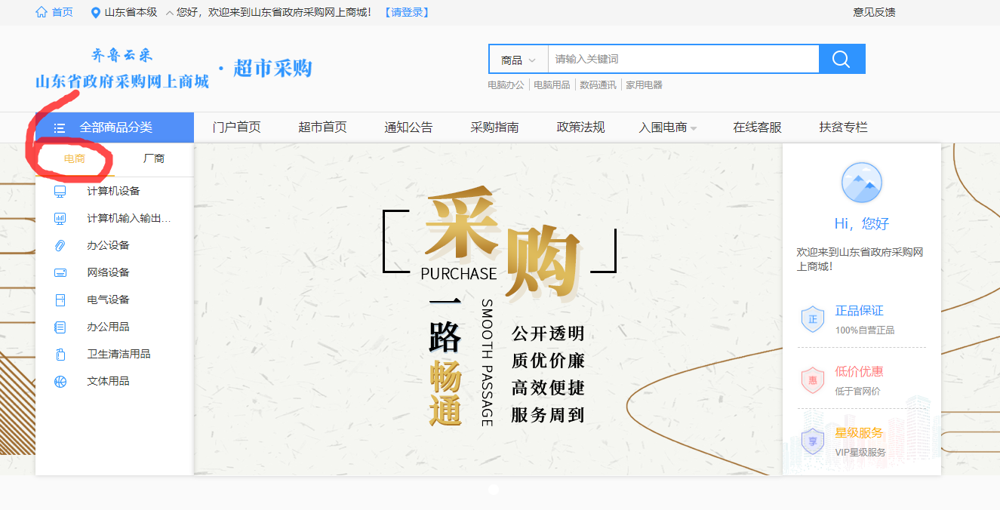 首页 山东省本级 您好，欢迎来到山东省政府采购网上商城！ 【请登录】 意见反馈
齐鲁云采
山东省政府采购网上商城 · 超市采购
商品 请输入关键词
电脑办公 电脑用品 数码通讯 家用电器
全部商品分类 门户首页 超市首页 通知公告 采购指南 政策法规 入围电商 在线客服 扶贫专栏
电商 厂商
计算机设备
计算机输入输出...
办公设备
网络设备
电气设备
办公用品
卫生清洁用品
文体用品
采购
PURCHASE
一路畅通
SMOOTH PASSAGE
公开透明
质优价廉
高效便捷
服务周到
Hi，您好
欢迎来到山东省政府采购网
上商城！
正
正品保证
100%自营正品
惠
低价优惠
低于官网价
享
星级服务
VIP星级服务